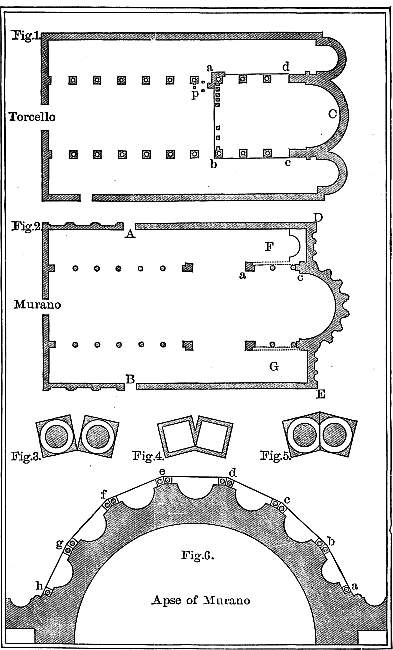 Fig.1.
a
d
p
Torcello
C
b
c
Fig.2.
D
A
F
a
c
Murano
G
B
E
Fig.3.
Fig.4.
Fig.5.
e
d
f
c
g
b
Fig.6.
h
a
Apse of Murano